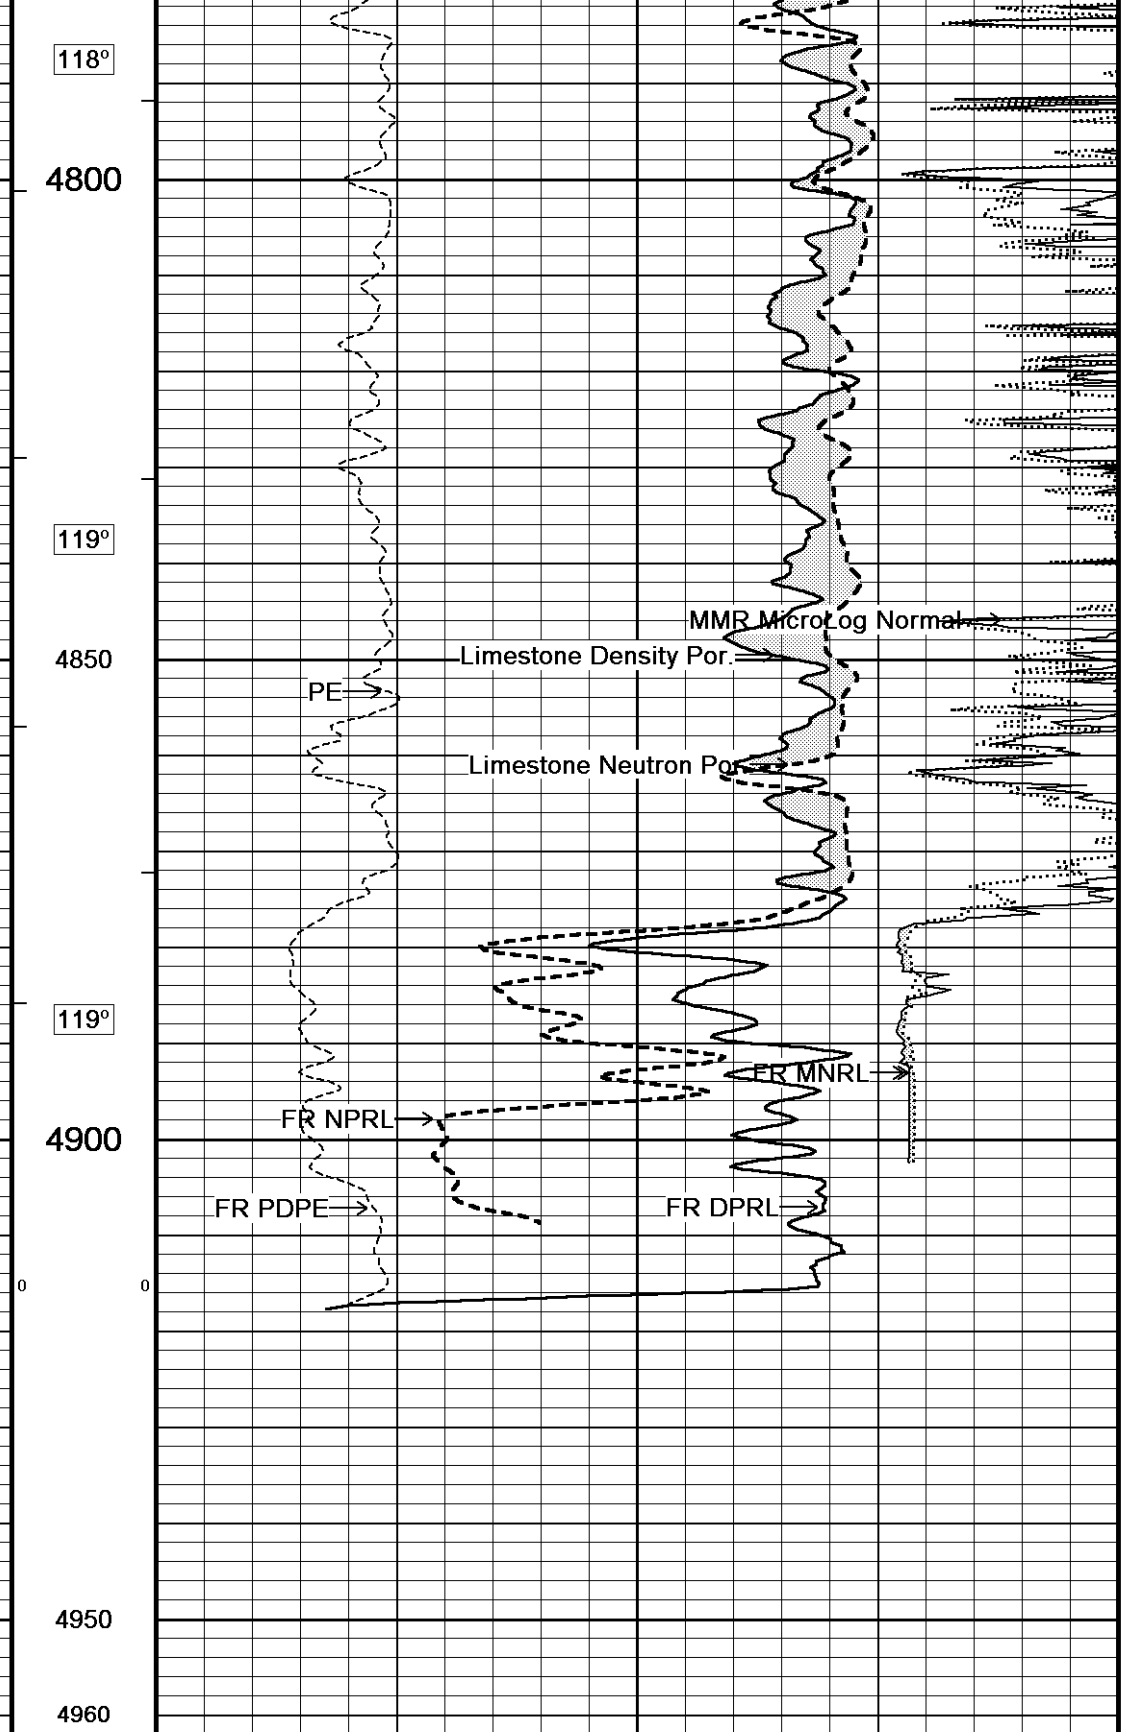 118°
4800
119°
MMR MicroLog Normal
Limestone Density Por.
4850
PE
Limestone Neutron Por
119°
FR MNRL
FR NPRL
4900
FR PDPE
FR DPRL
0
0
4950
4960